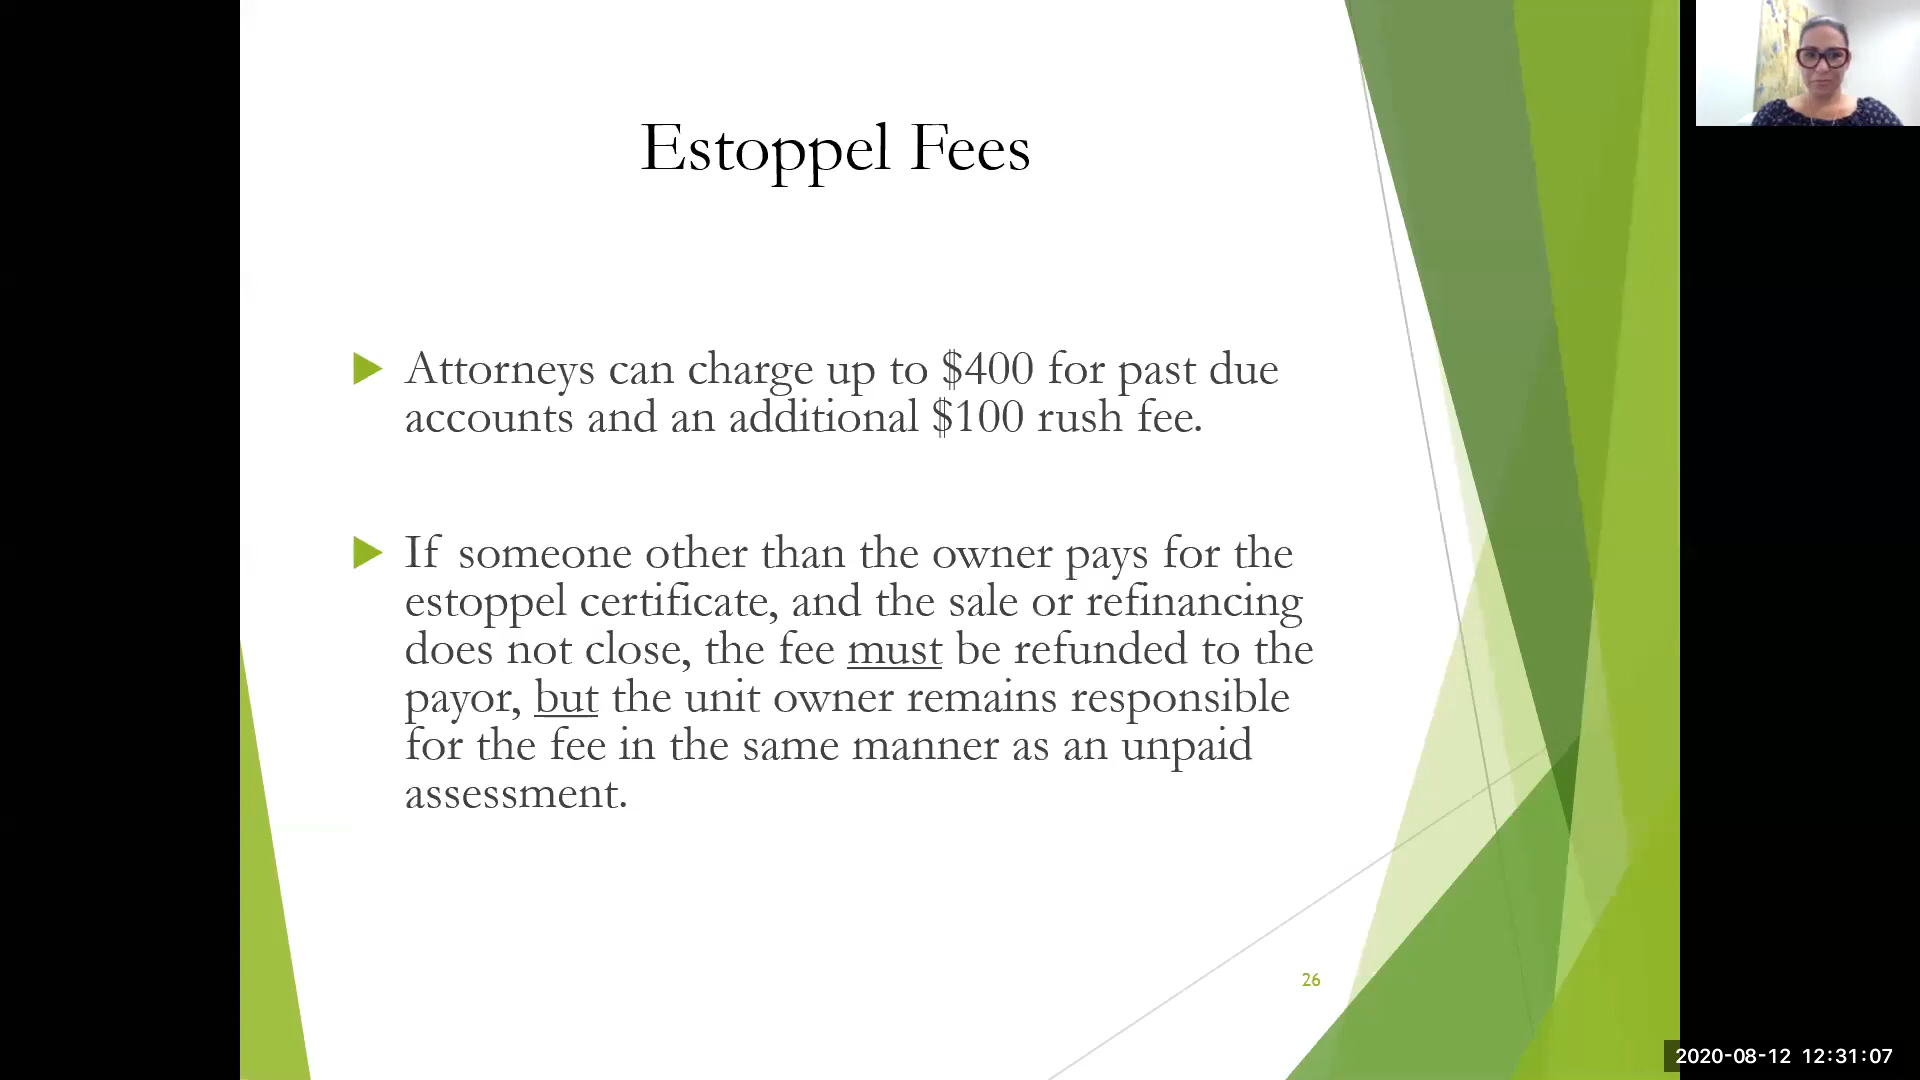 Estoppel Fees
Attorneys can charge up to $400 for past due
accounts and an additional $100 rush fee.
If someone other than the owner pays for the
estoppel certificate, and the sale or refinancing
does not close, the fee must be refunded to the
payor, but the unit owner remains responsible
for the fee in the same manner as an unpaid
assessment.
26
2020-08-12 12:31:07